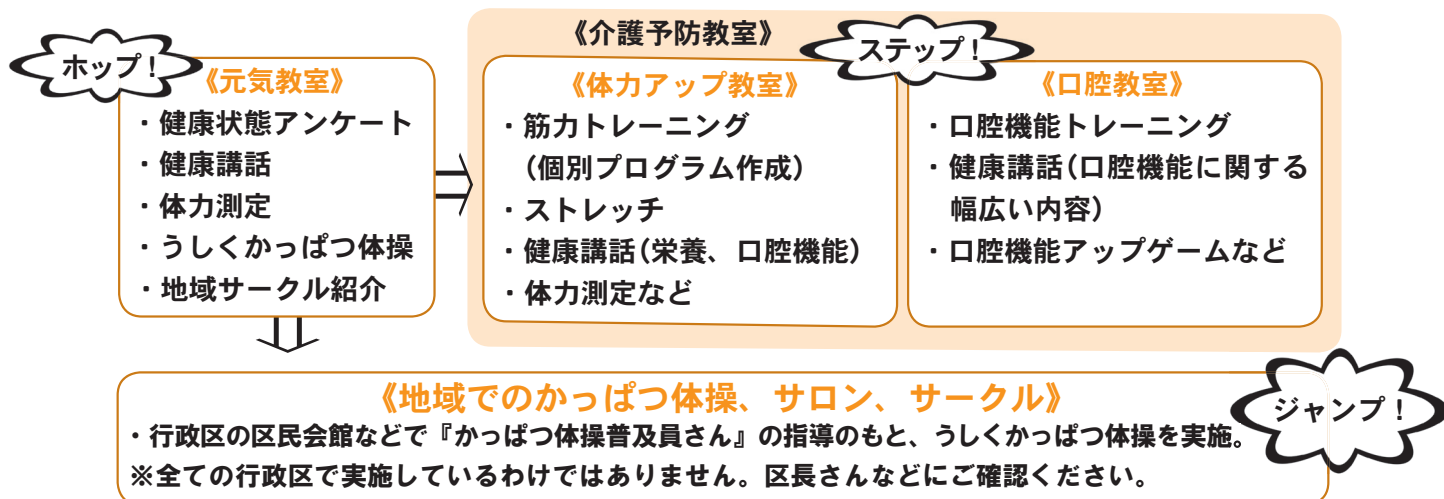 ホップ！
《元気教室》
・健康状態アンケート
・健康講話
・体力測定
・うしくかっぱつ体操
・地域サークル紹介
《介護予防教室》
ステップ！
《体力アップ教室》
・筋力トレーニング
（個別プログラム作成）
・ストレッチ
・健康講話（栄養、口腔機能）
・体力測定など
《口腔教室》
・口腔機能トレーニング
・健康講話（口腔機能に関する
幅広い内容）
・口腔機能アップゲームなど
ジャンプ！
《地域でのかっぱつ体操、サロン、サークル》
・行政区の区民会館などで『かっぱつ体操普及員さん』の指導のもと、うしくかっぱつ体操を実施。
※全ての行政区で実施しているわけではありません。区長さんなどにご確認ください。